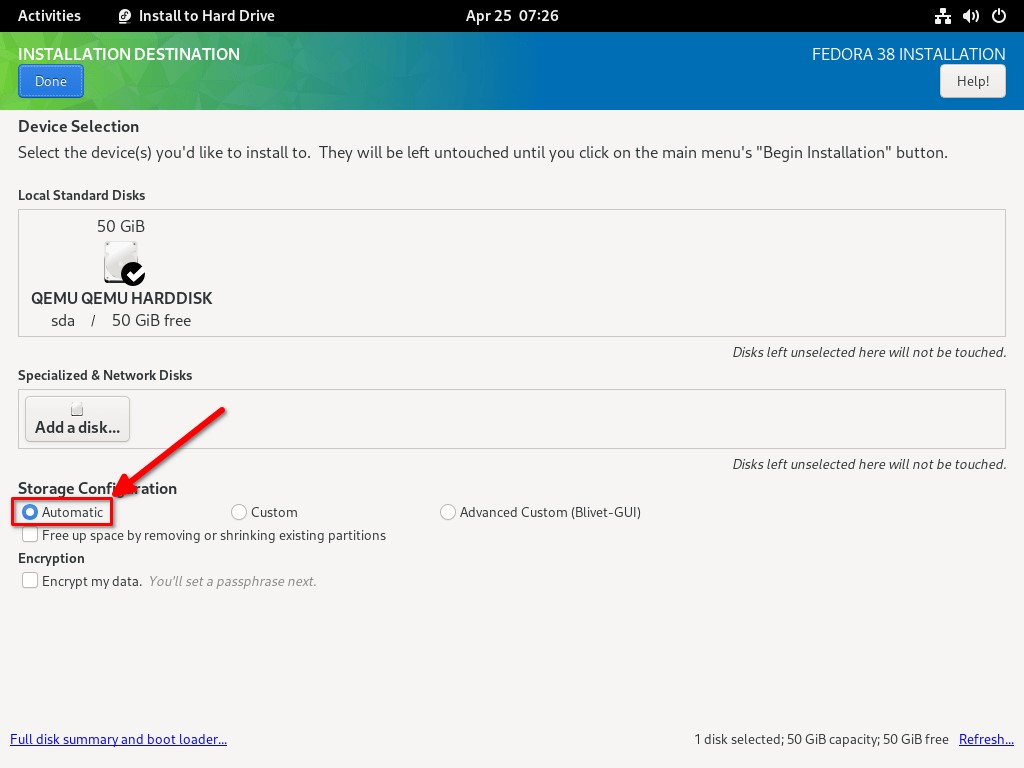 Activities Install to Hard Drive Apr 25 07:26
INSTALLATION DESTINATION FEDORA 38 INSTALLATION
Done Help!
Device Selection
Select the device(s) you'd like to install to. They will be left untouched until you click on the main menu's "Begin Installation" button.
Local Standard Disks
50 GiB
QEMU QEMU HARDDISK
sda / 50 GiB free
Disks left unselected here will not be touched.
Specialized & Network Disks
Add a disk...
Disks left unselected here will not be touched.
Storage Configuration
Automatic Custom Advanced Custom (Blivet-GUI)
Free up space by removing or shrinking existing partitions
Encryption
Encrypt my data. You'll set a passphrase next.
Full disk summary and boot loader... 1 disk selected; 50 GiB capacity; 50 GiB free Refresh...